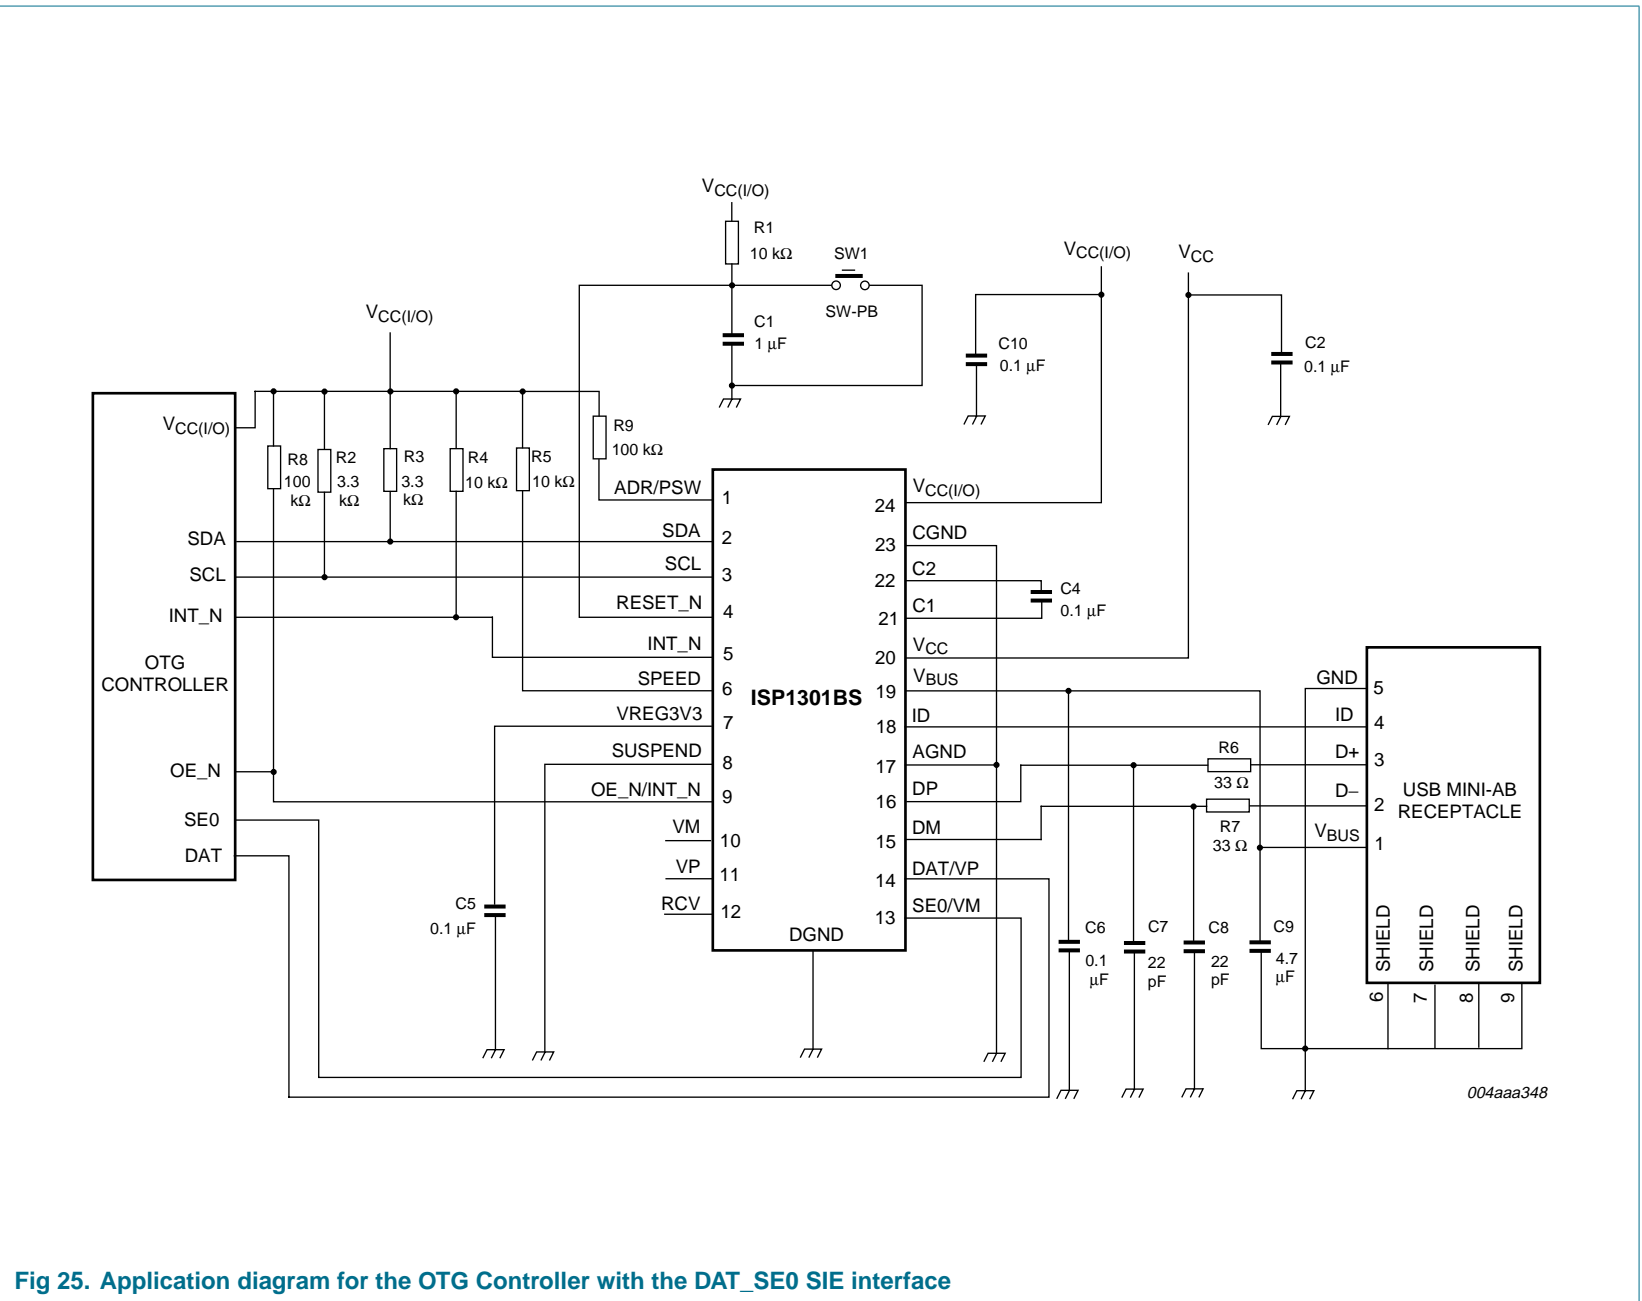 VCC(I/O)
R1
10 kΩ
SW1
SW-PB
C1
1 μF
VCC(I/O)
VCC
C10
0.1 μF
C2
0.1 μF
VCC(I/O)
VCC(I/O)
R8
100
kΩ
R2
3.3
kΩ
R3
3.3
kΩ
R4
10 kΩ
R5
10 kΩ
R9
100 kΩ
SDA
SCL
INT_N
OTG
CONTROLLER
OE_N
SE0
DAT
ADR/PSW
1
SDA
2
SCL
3
RESET_N
4
INT_N
5
SPEED
6
VREG3V3
7
SUSPEND
8
OE_N/INT_N
9
VM
10
VP
11
RCV
12
ISP1301BS
DGND
24
VCC(I/O)
23
CGND
22
C2
21
C1
20
VCC
19
VBUS
18
ID
17
AGND
16
DP
15
DM
14
DAT/VP
13
SE0/VM
C4
0.1 μF
C5
0.1 μF
R6
33 Ω
R7
33 Ω
C6
0.1
μF
C7
22
pF
C8
22
pF
C9
4.7
μF
GND
5
ID
4
D+
3
D−
2
VBUS
1
USB MINI-AB
RECEPTACLE
SHIELD
SHIELD
SHIELD
SHIELD
6
7
8
9
004aaa348
Fig 25. Application diagram for the OTG Controller with the DAT_SE0 SIE interface